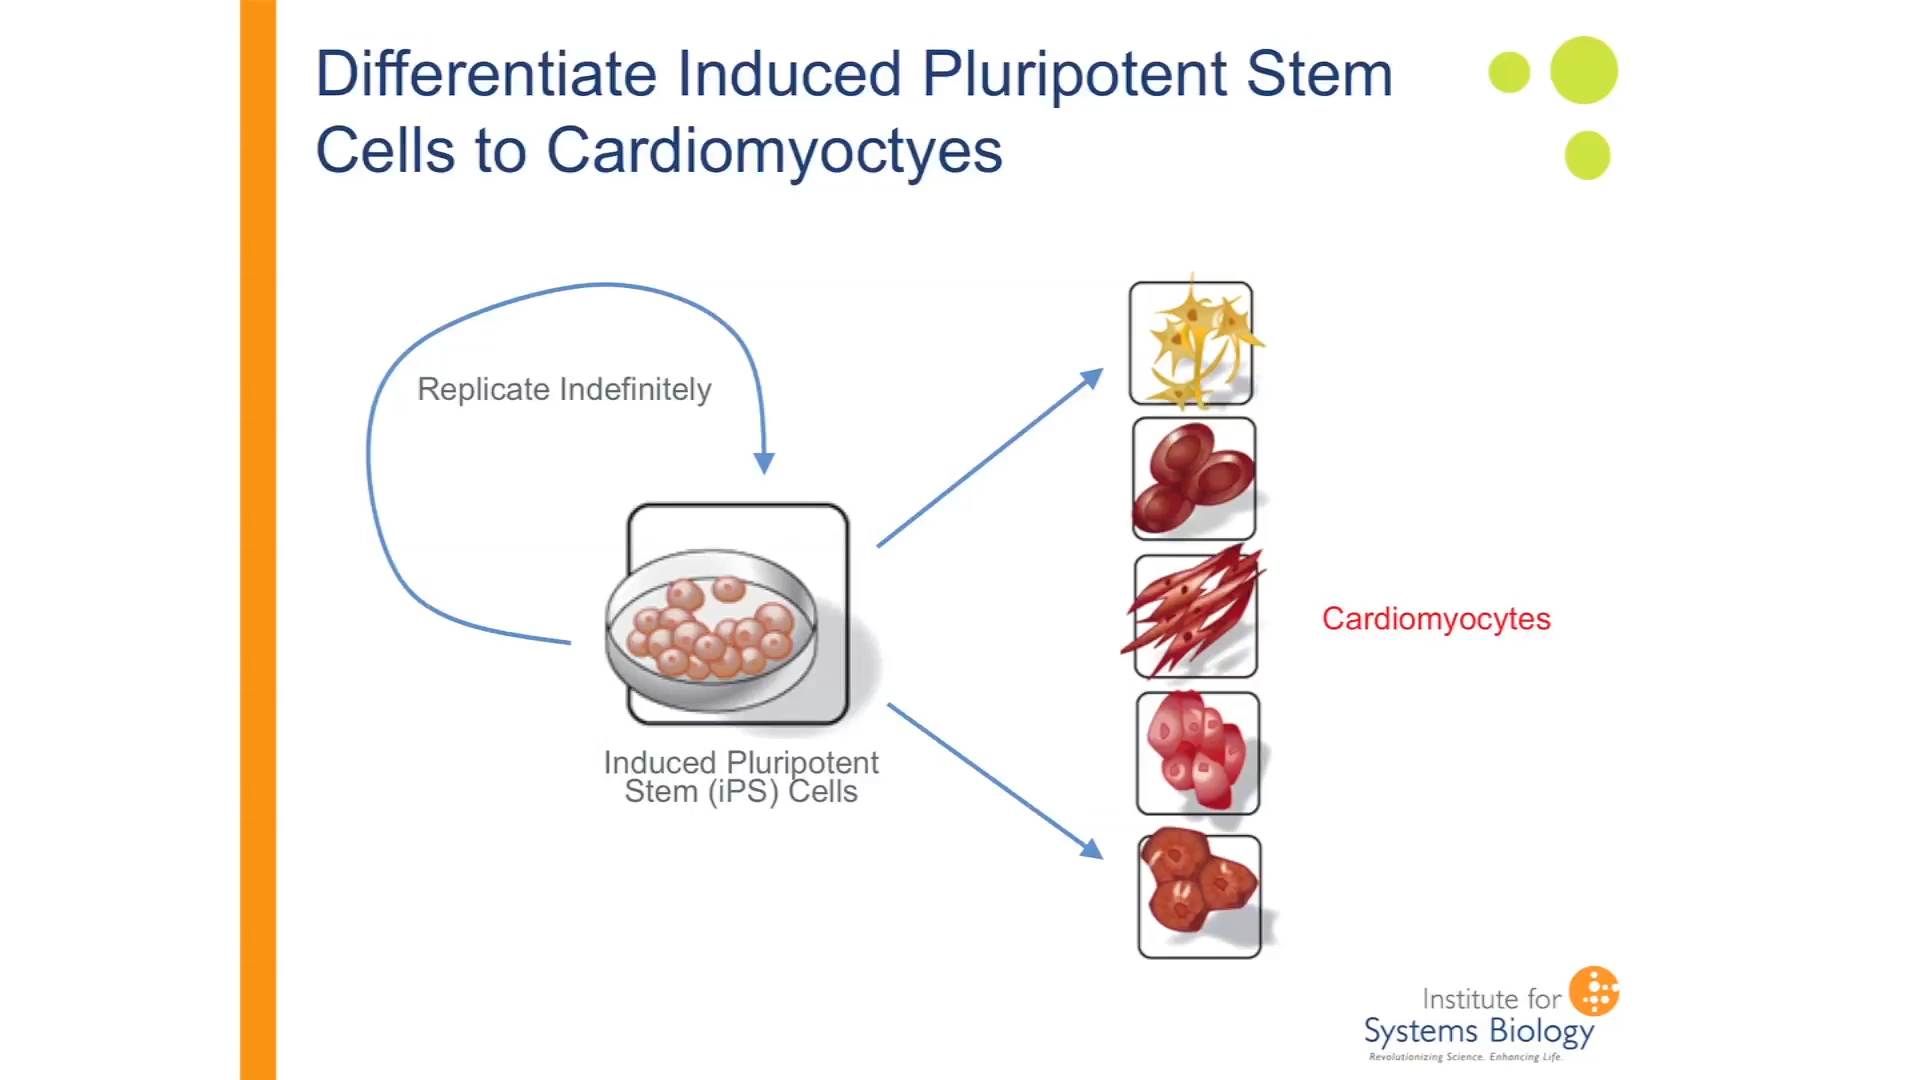 Differentiate Induced Pluripotent Stem
Cells to Cardiomyoctyes
Replicate Indefinitely
Cardiomyocytes
Induced Pluripotent
Stem (iPS) Cells
Institute for
Systems Biology
Revolutionizing Science. Enhancing Life.